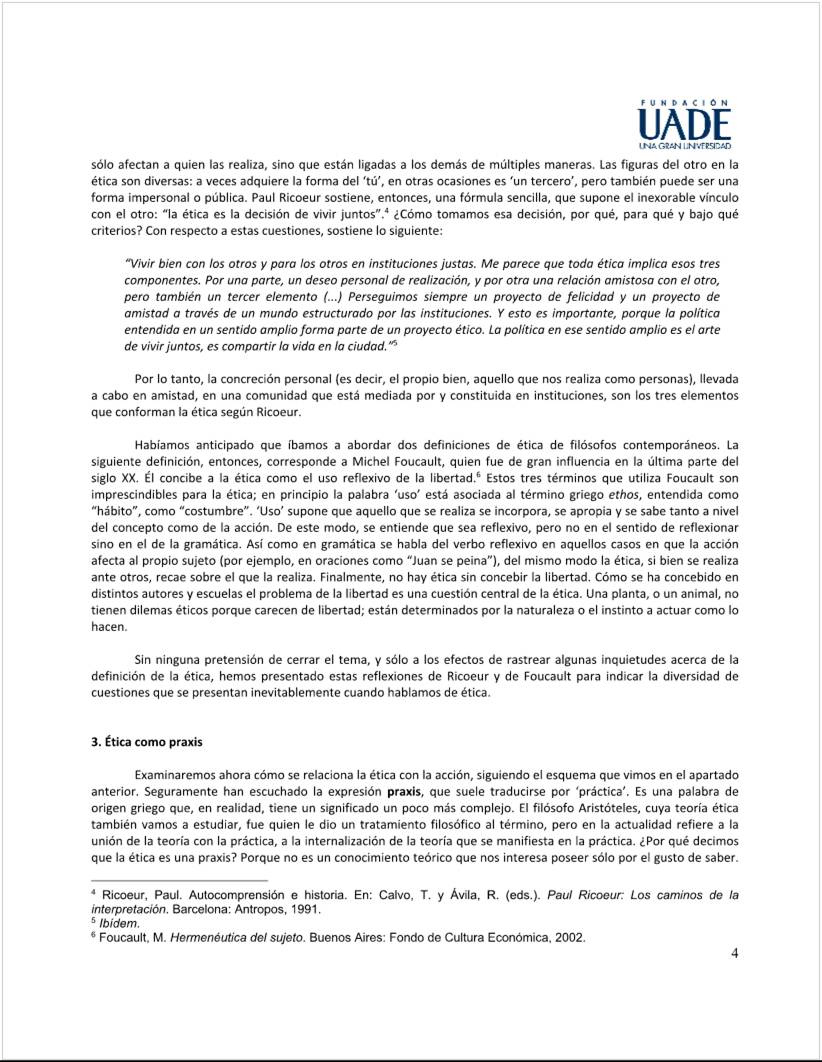 FUNDACIÓN
UADE
UNA GRAN UNIVERSIDAD
sólo afectan a quien las realiza, sino que están ligadas a los demás de múltiples maneras. Las figuras del otro en la
ética son diversas: a veces adquiere la forma del ‘tú’, en otras ocasiones es ‘un tercero’, pero también puede ser una
forma impersonal o pública. Paul Ricoeur sostiene, entonces, una fórmula sencilla, que supone el inexorable vínculo
con el otro: “la ética es la decisión de vivir juntos”.⁴ ¿Cómo tomamos esa decisión, por qué, para qué y bajo qué
criterios? Con respecto a estas cuestiones, sostiene lo siguiente:
“Vivir bien con los otros y para los otros en instituciones justas. Me parece que toda ética implica esos tres
componentes. Por una parte, un deseo personal de realización, y por otra una relación amistosa con el otro,
pero también un tercer elemento (...) Perseguimos siempre un proyecto de felicidad y un proyecto de
amistad a través de un mundo estructurado por las instituciones. Y esto es importante, porque la política
entendida en un sentido amplio forma parte de un proyecto ético. La política en ese sentido amplio es el arte
de vivir juntos, es compartir la vida en la ciudad.”⁵
Por lo tanto, la concreción personal (es decir, el propio bien, aquello que nos realiza como personas), llevada
a cabo en amistad, en una comunidad que está mediada por y constituida en instituciones, son los tres elementos
que conforman la ética según Ricoeur.
Habíamos anticipado que íbamos a abordar dos definiciones de ética de filósofos contemporáneos. La
siguiente definición, entonces, corresponde a Michel Foucault, quien fue de gran influencia en la última parte del
siglo XX. Él concibe a la ética como el uso reflexivo de la libertad.⁶ Estos tres términos que utiliza Foucault son
imprescindibles para la ética; en principio la palabra ‘uso’ está asociada al término griego ethos, entendida como
“hábito”, como “costumbre”. ‘Uso’ supone que aquello que se realiza se incorpora, se apropia y se sabe tanto a nivel
del concepto como de la acción. De este modo, se entiende que sea reflexivo, pero no en el sentido de reflexionar
sino en el de la gramática. Así como en gramática se habla del verbo reflexivo en aquellos casos en que la acción
afecta al propio sujeto (por ejemplo, en oraciones como “Juan se peina”), del mismo modo la ética, si bien se realiza
ante otros, recae sobre el que la realiza. Finalmente, no hay ética sin concebir la libertad. Cómo se ha concebido en
distintos autores y escuelas el problema de la libertad es una cuestión central de la ética. Una planta, o un animal, no
tienen dilemas éticos porque carecen de libertad; están determinados por la naturaleza o el instinto a actuar como lo
hacen.
Sin ninguna pretensión de cerrar el tema, y sólo a los efectos de rastrear algunas inquietudes acerca de la
definición de la ética, hemos presentado estas reflexiones de Ricoeur y de Foucault para indicar la diversidad de
cuestiones que se presentan inevitablemente cuando hablamos de ética.
3. Ética como praxis
Examinaremos ahora cómo se relaciona la ética con la acción, siguiendo el esquema que vimos en el apartado
anterior. Seguramente han escuchado la expresión praxis, que suele traducirse por ‘práctica’. Es una palabra de
origen griego que, en realidad, tiene un significado un poco más complejo. El filósofo Aristóteles, cuya teoría ética
también vamos a estudiar, fue quien le dio un tratamiento filosófico al término, pero en la actualidad refiere a la
unión de la teoría con la práctica, a la internalización de la teoría que se manifiesta en la práctica. ¿Por qué decimos
que la ética es una praxis? Porque no es un conocimiento teórico que nos interesa poseer sólo por el gusto de saber.
⁴ Ricoeur, Paul. Autocomprensión e historia. En: Calvo, T. y Ávila, R. (eds.). Paul Ricoeur: Los caminos de la
interpretación. Barcelona: Antropos, 1991.
⁵ Ibídem.
⁶ Foucault, M. Hermenéutica del sujeto. Buenos Aires: Fondo de Cultura Económica, 2002.
4